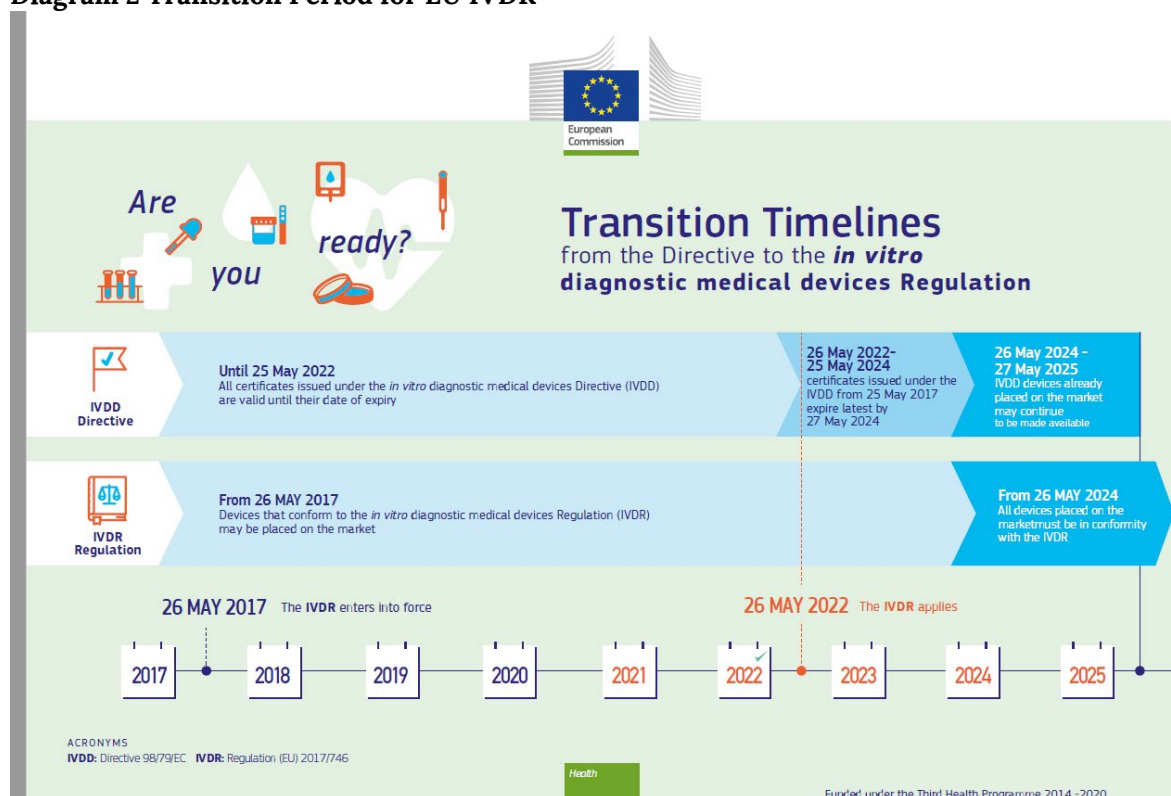 Diagram 2 Transition Period for EU IVDR
European
Commission
Are
you
ready?
Transition Timelines
from the Directive to the in vitro
diagnostic medical devices Regulation
IVDD
Directive
Until 25 May 2022
All certificates issued under the in vitro diagnostic medical devices Directive (IVDD)
are valid until their date of expiry
26 May 2022-
25 May 2024
certificates issued under the
IVDD from 25 May 2017
expire latest by
27 May 2024
26 May 2024 -
27 May 2025
IVDD devices already
placed on the market
may continue
to be made available
IVDR
Regulation
From 26 MAY 2017
Devices that conform to the in vitro diagnostic medical devices Regulation (IVDR)
may be placed on the market
From 26 MAY 2024
All devices placed on the
marketmust be in conformity
with the IVDR
26 MAY 2017 The IVDR enters into force
26 MAY 2022 The IVDR applies
2017
2018
2019
2020
2021
2022
2023
2024
2025
ACRONYMS
IVDD: Directive 98/79/EC IVDR: Regulation (EU) 2017/746
Health
Funded under the Third Health Programme 2014 -2020